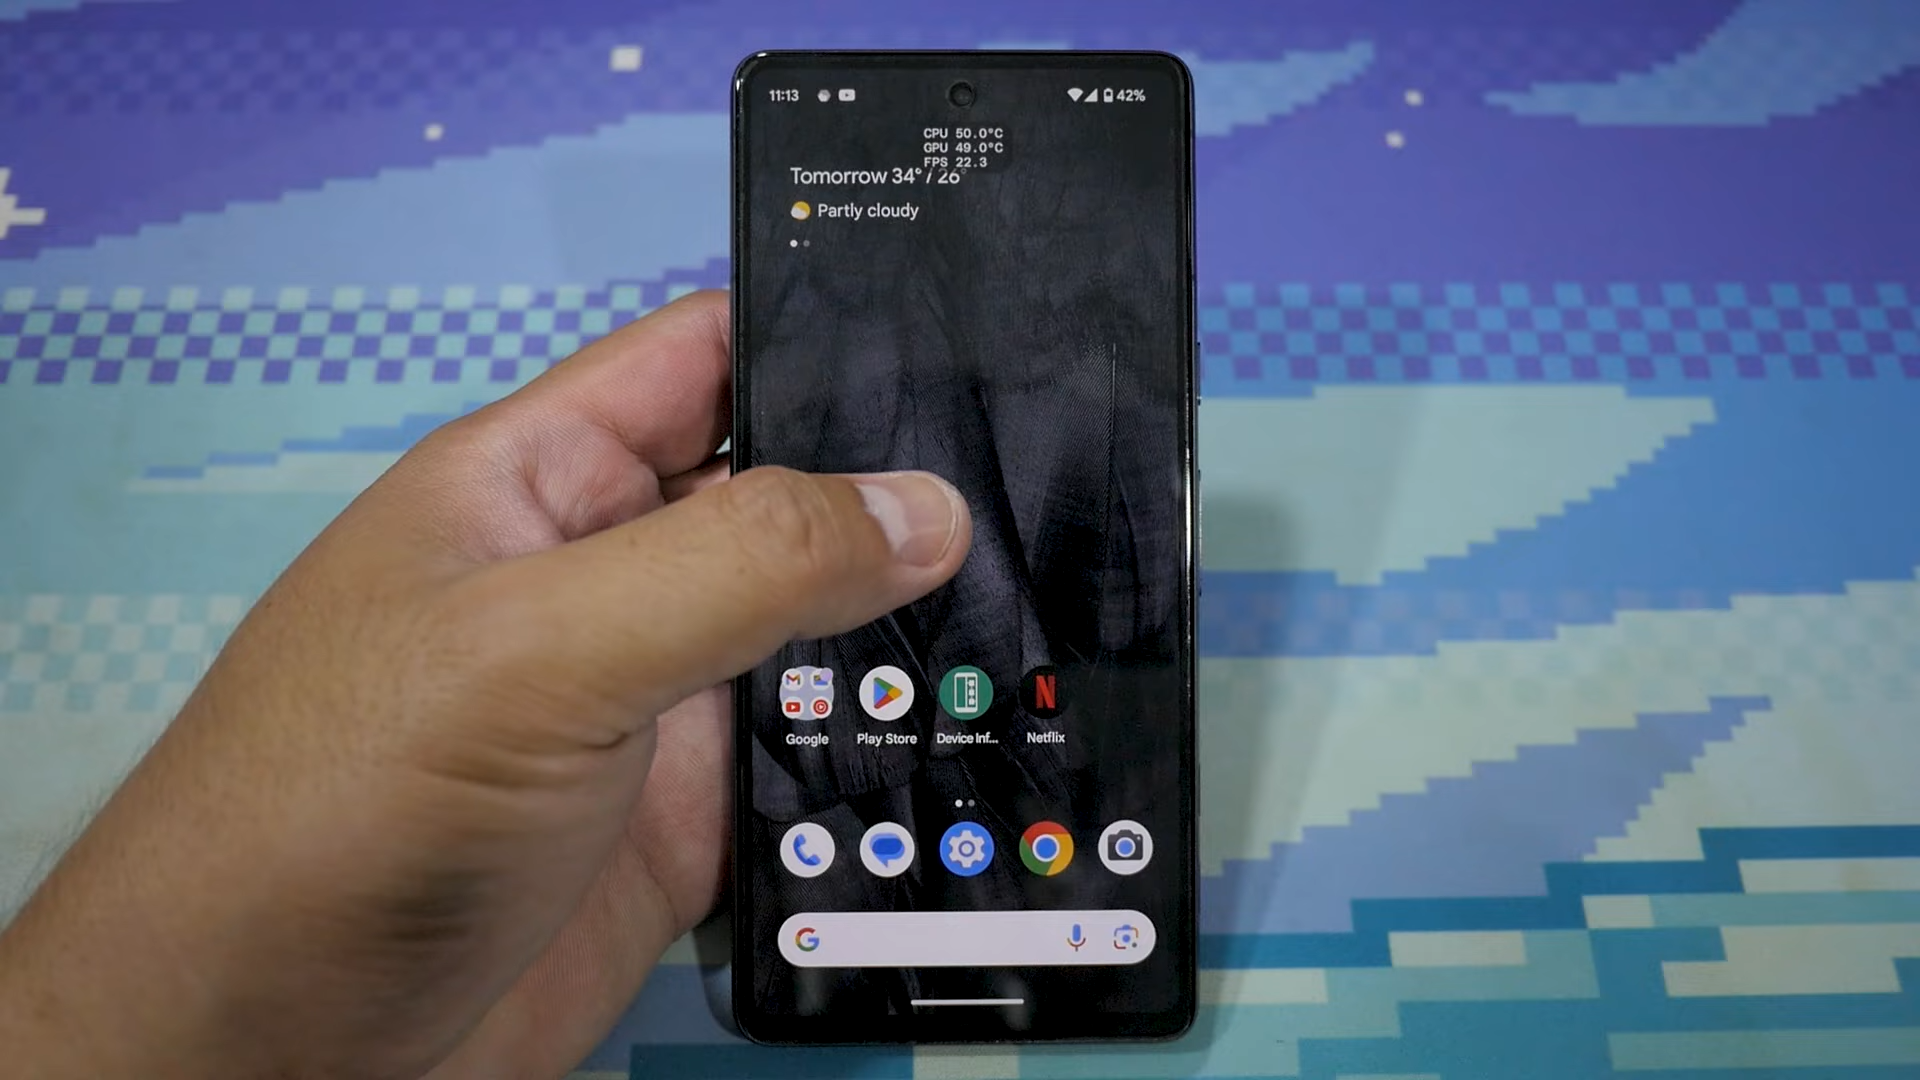 11:13
42%
CPU 50.0°C
GPU 49.0°C
FPS 22.3
Tomorrow 34° / 26°
Partly cloudy
Google
Play Store
Device Inf...
Netflix